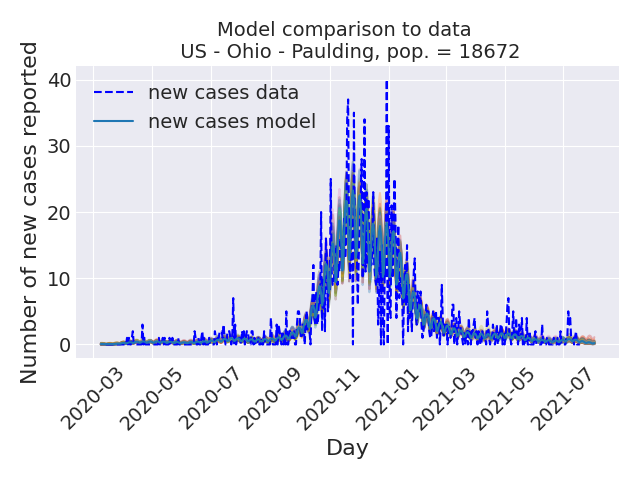 Model comparison to data
US - Ohio - Paulding, pop. = 18672
Number of new cases reported
40
30
20
10
0
new cases data
new cases model
2020-03
2020-05
2020-07
2020-09
2020-11
2021-01
2021-03
2021-05
2021-07
Day